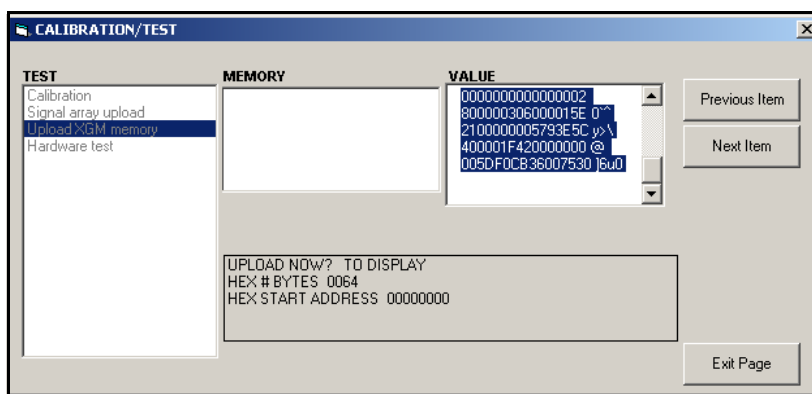 CALIBRATION/TEST
TEST
Calibration
Signal array upload
Upload XGM memory
Hardware test
MEMORY
VALUE
0000000000000002
800000306000015E 0`^
2100000005793E5C y>\
400001F420000000 @
005DF0CB36007530 ]6u0
Previous Item
Next Item
UPLOAD NOW? TO DISPLAY
HEX # BYTES 0064
HEX START ADDRESS 00000000
Exit Page